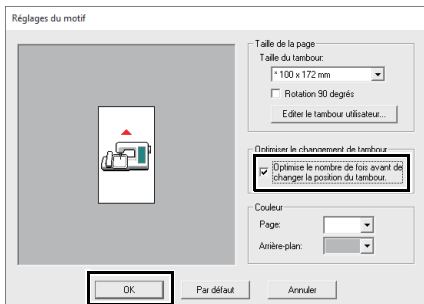 Réglages du motif
Taille de la page
Taille du tambour:
* 100 x 172 mm
Rotation 90 degrés
Editer le tambour utilisateur...
Optimiser le changement de tambour
Optimise le nombre de fois avant de
changer la position du tambour.
Couleur
Page:
Arrière-plan:
OK
Par défaut
Annuler